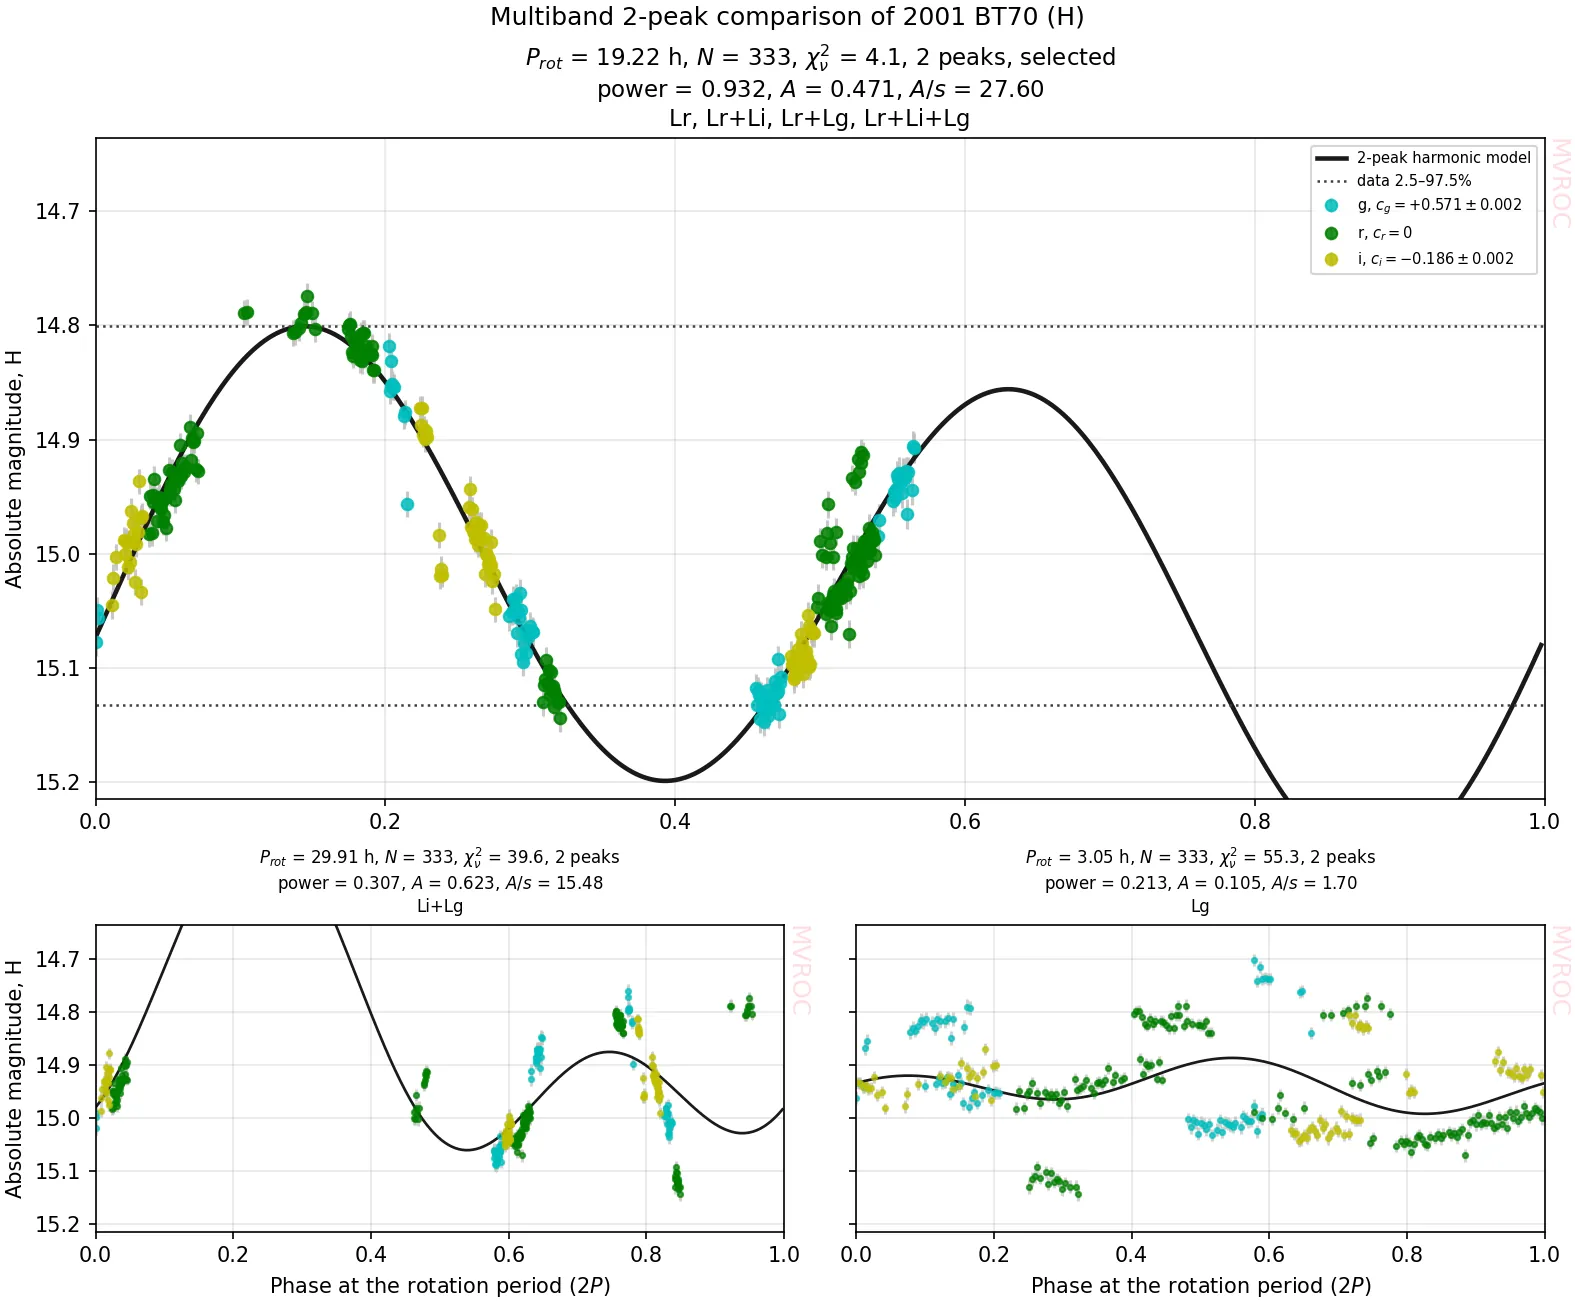 Multiband 2-peak comparison of 2001 BT70 (H)
P_rot = 19.22 h, N = 333, χ²_ν = 4.1, 2 peaks, selected
power = 0.932, A = 0.471, A/s = 27.60
Lr, Lr+Li, Lr+Lg, Lr+Li+Lg
2-peak harmonic model
data 2.5–97.5%
g, c_g = +0.571 ± 0.002
r, c_r = 0
i, c_i = −0.186 ± 0.002
MVROC
Absolute magnitude, H
14.7
14.8
14.9
15.0
15.1
15.2
0.0 0.2 0.4 0.6 0.8 1.0
P_rot = 29.91 h, N = 333, χ²_ν = 39.6, 2 peaks
power = 0.307, A = 0.623, A/s = 15.48
Li+Lg
MVROC
Absolute magnitude, H
14.7
14.8
14.9
15.0
15.1
15.2
0.0 0.2 0.4 0.6 0.8 1.0
Phase at the rotation period (2P)
P_rot = 3.05 h, N = 333, χ²_ν = 55.3, 2 peaks
power = 0.213, A = 0.105, A/s = 1.70
Lg
MVROC
0.0 0.2 0.4 0.6 0.8 1.0
Phase at the rotation period (2P)